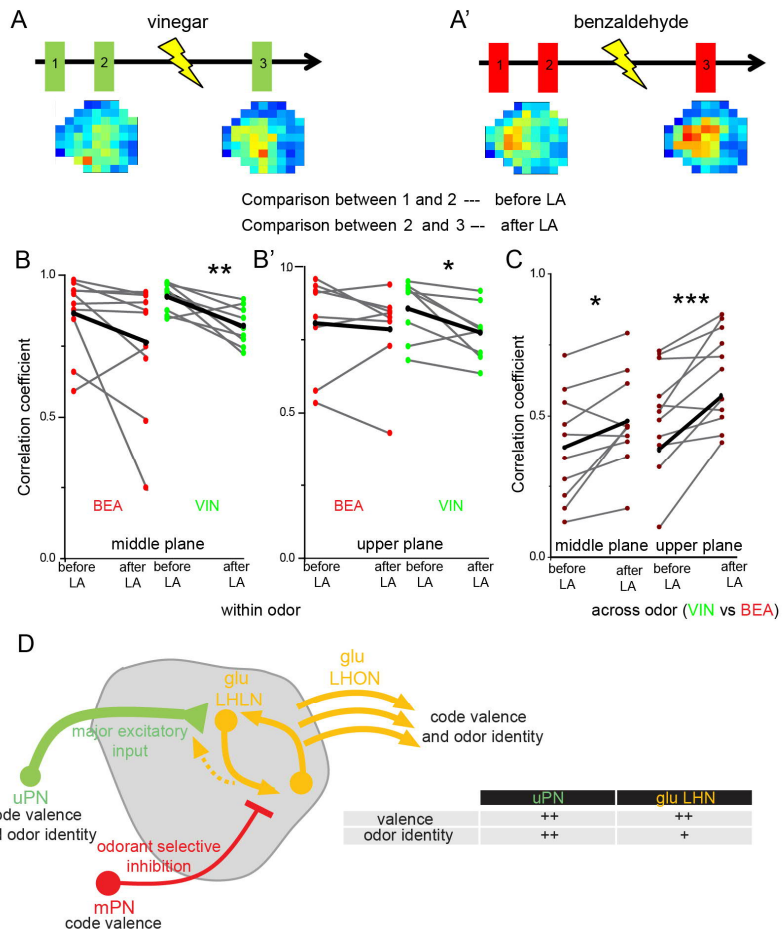 A
vinegar
1
2
3
A'
benzaldehyde
1
2
3
Comparison between 1 and 2 --- before LA
Comparison between 2 and 3 -- after LA
B
Correlation coefficient
1.0
0.5
0.0
**
BEA
VIN
middle plane
before LA
after LA
before LA
after LA
B'
10
0.5
0.0
*
BEA
VIN
upper plane
before LA
after LA
before LA
after LA
within odor
C
Correlation coefficient
1.0
0.5
0.0
*
***
middle plane
upper plane
before LA
after LA
before LA
after LA
across odor (VIN vs BEA)
D
glu
LHLN
glu
LHON
major excitatory
input
code valence
and odor identity
uPN
code valence
d odor identity
odorant selective
inhibition
mPN
code valence
uPN glu LHN
valence ++ ++
odor identity ++ +